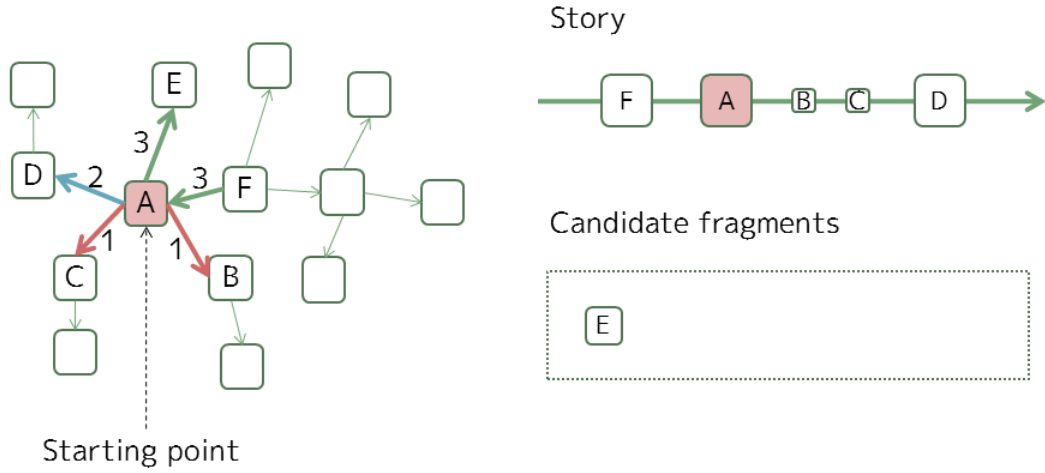 E
3
D
2
A
3
F
1
1
C
B
Starting point
Story
F
A
B
C
D
Candidate fragments
E